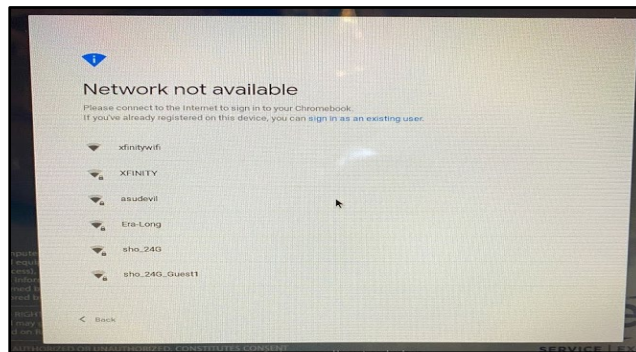 Network not available
Please connect to the Internet to sign in to your Chromebook.
If you've already registered on this device, you can sign in as an existing user.
xfinitywifi
XFINITY
asudevil
Era-Long
sho_24G
sho_24G_Guest1
< Back
AUTHORIZED OR UNAUTHORIZED, CONSTITUTES CONSENT
SERVICE | EX